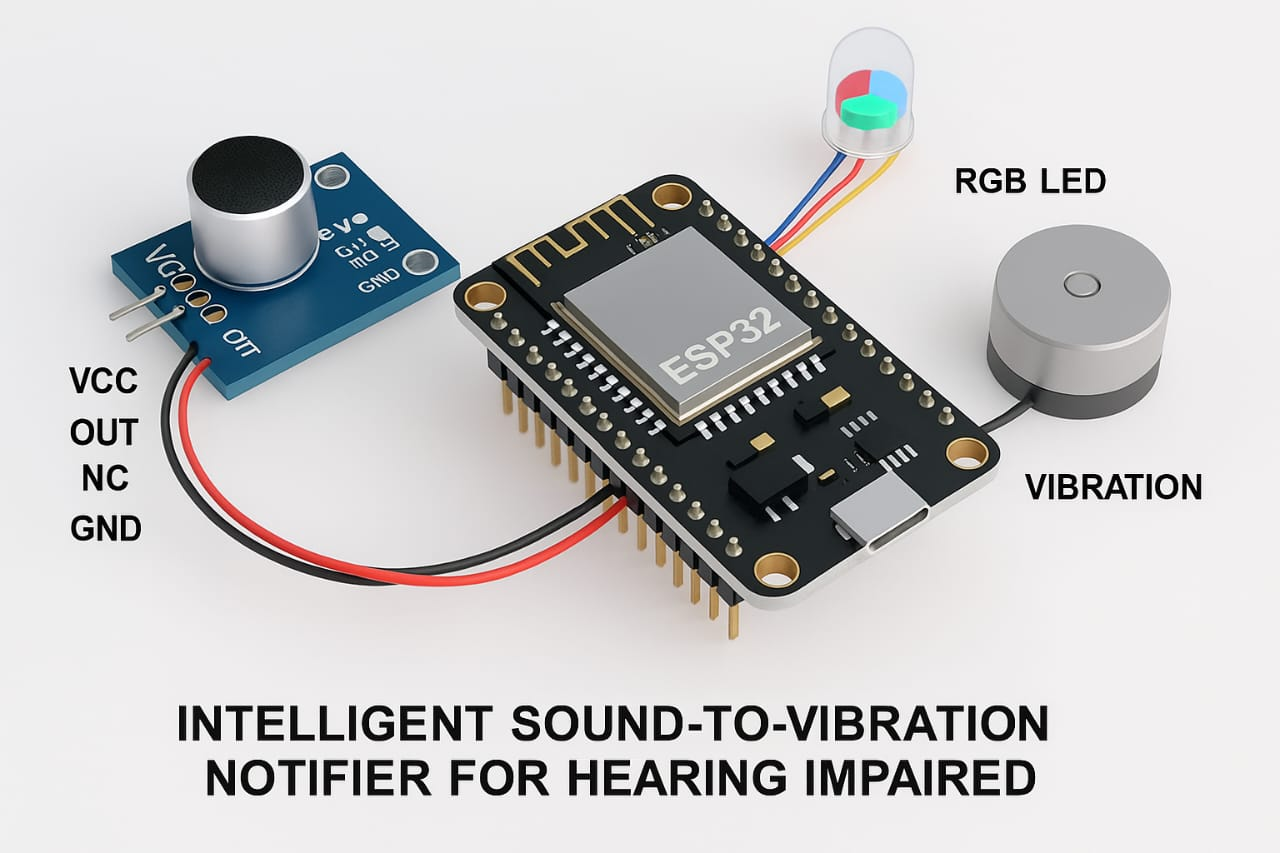 RGB LED
ESP32
GND
VCC
OUT
NC
GND
VIBRATION
INTELLIGENT SOUND-TO-VIBRATION
NOTIFIER FOR HEARING IMPAIRED